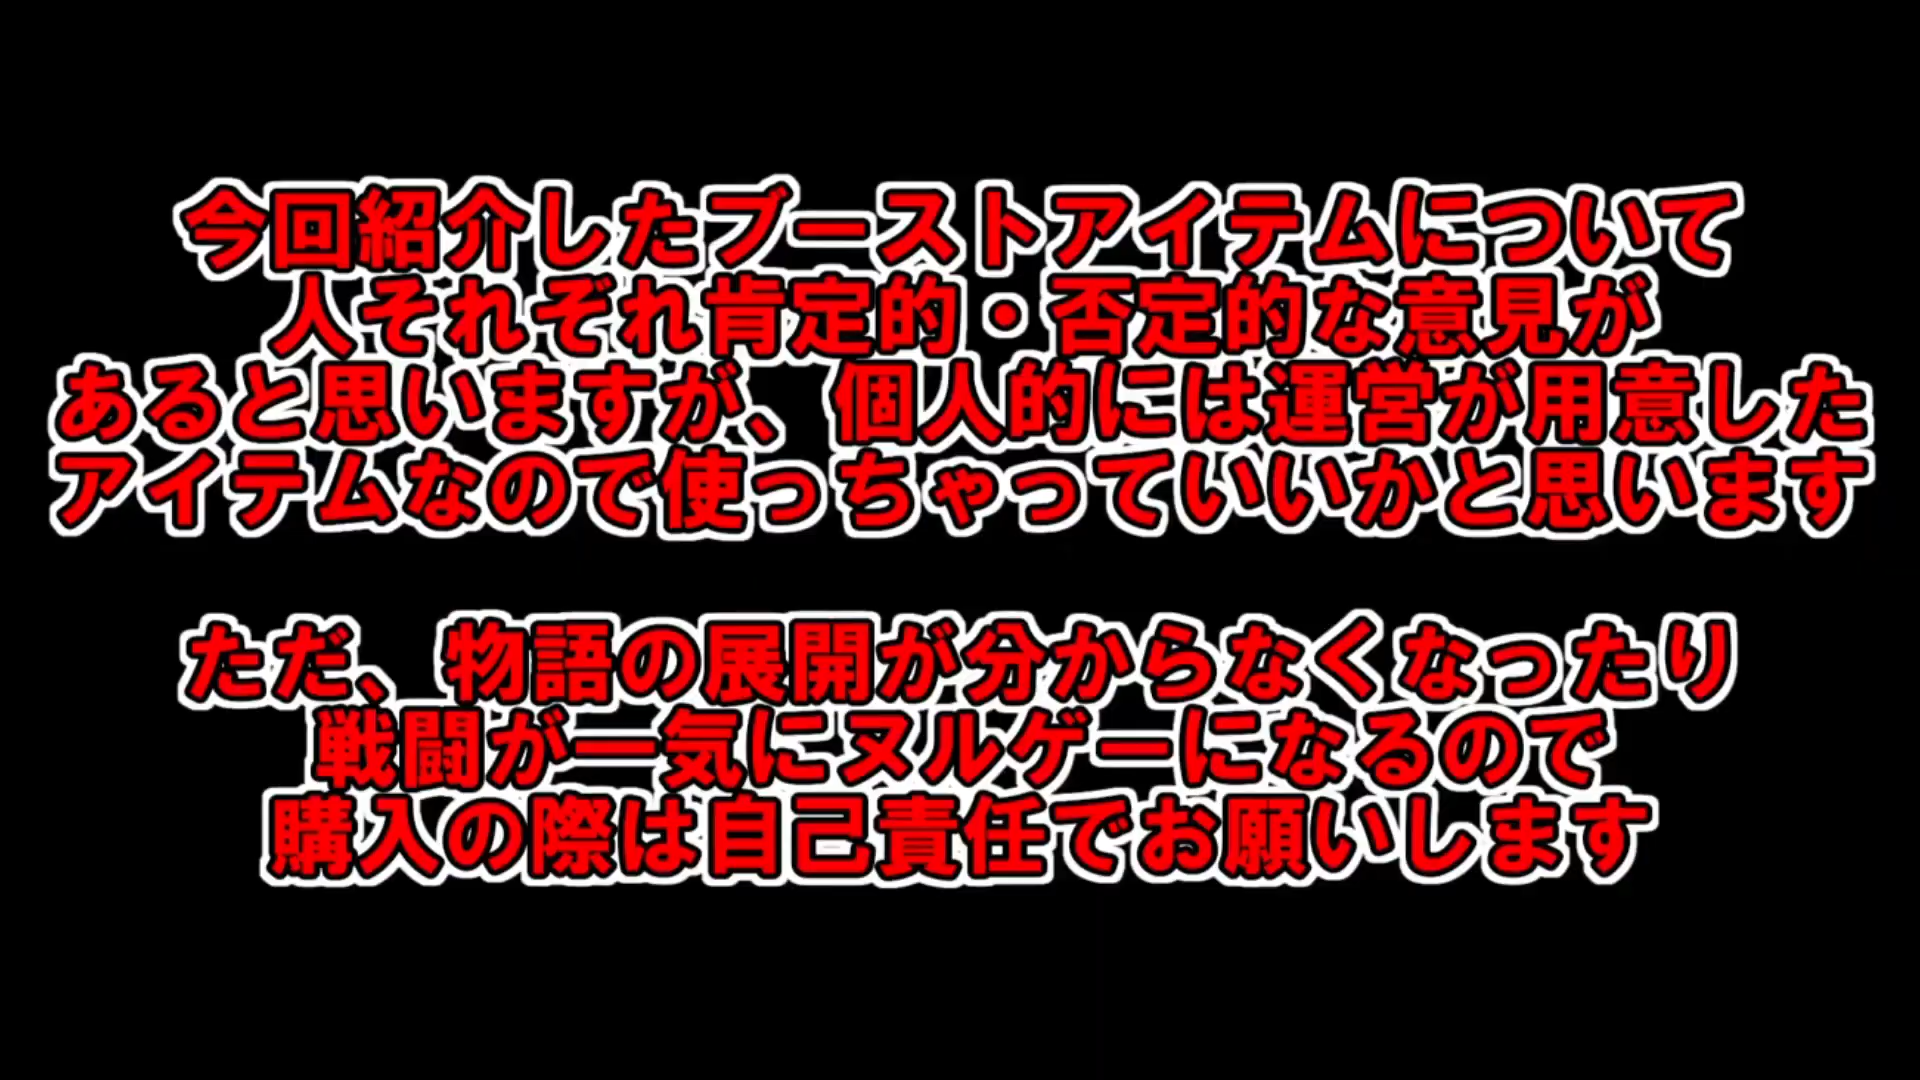 今回紹介したブーストアイテムについて
人それぞれ肯定的・否定的な意見が
あると思いますが、個人的には運営が用意した
アイテムなので使っちゃっていいかと思います
ただ、物語の展開が分からなくなったり
戦闘が一気にヌルゲーになるので
購入の際は自己責任でお願いします